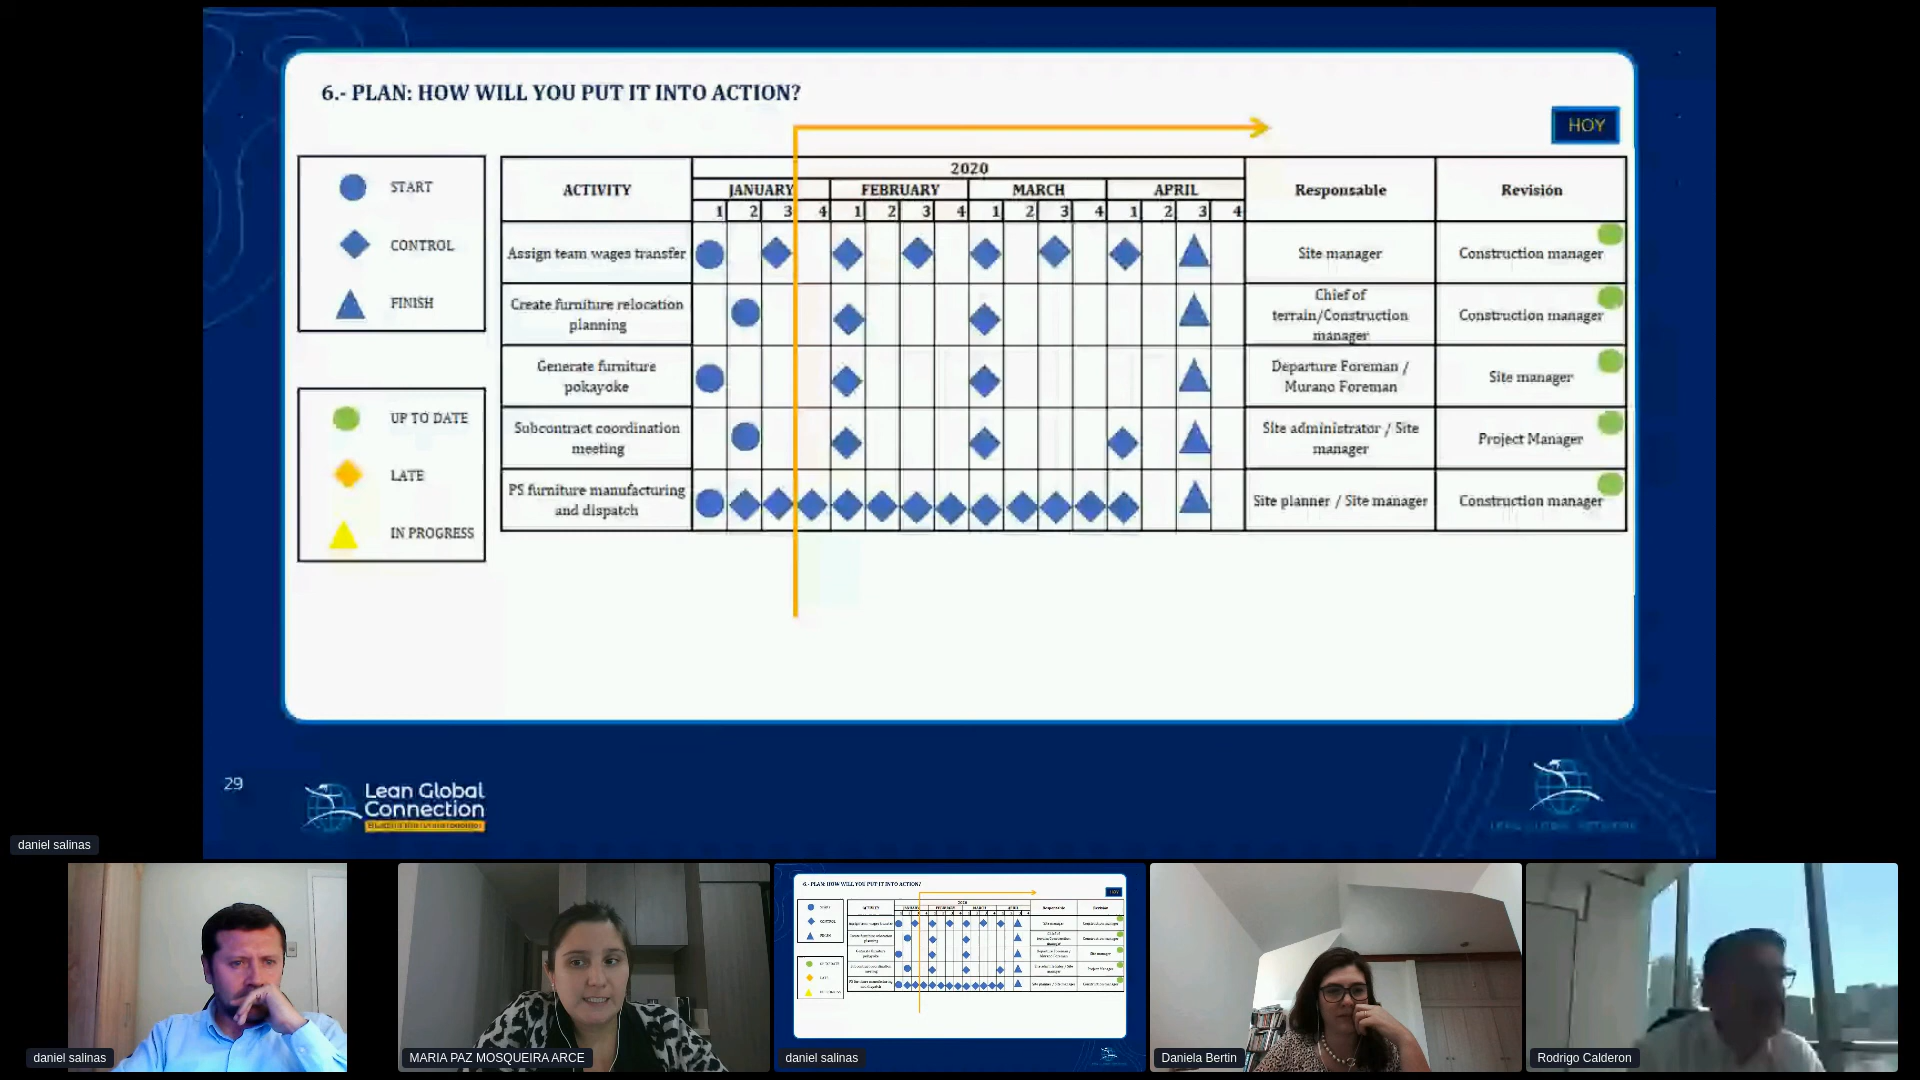 6.- PLAN: HOW WILL YOU PUT IT INTO ACTION?
HOY
START
CONTROL
FINISH
UP TO DATE
LATE
IN PROGRESS
ACTIVITY
2020
Responsable
Revisión
JANUARY FEBRUARY MARCH APRIL
1 2 3 4 1 2 3 4 1 2 3 4 1 2 3 4
Assign team wages transfer
Site manager
Construction manager
Create furniture relocation
planning
Chief of
terrain/Construction
manager
Construction manager
Generate furniture
pokayoke
Departure Foreman /
Murano Foreman
Site manager
Subcontract coordination
meeting
Site administrator / Site
manager
Project Manager
PS furniture manufacturing
and dispatch
Site planner / Site manager
Construction manager
29
Lean Global
Connection
LEAN GLOBAL NETWORK
daniel salinas
daniel salinas
MARIA PAZ MOSQUEIRA ARCE
daniel salinas
Daniela Bertin
Rodrigo Calderon